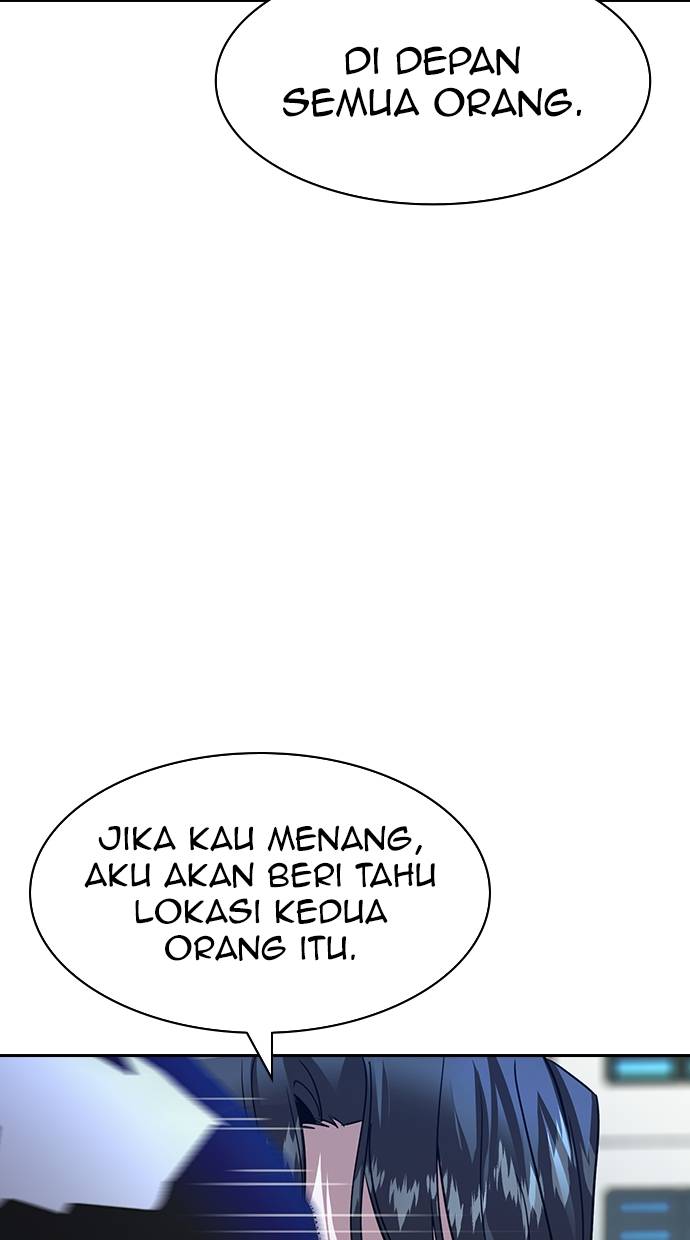 DI DEPAN
SEMUA ORANG.
JIKA KAU MENANG,
AKU AKAN BERI TAHU
LOKASI KEDUA
ORANG ITU.